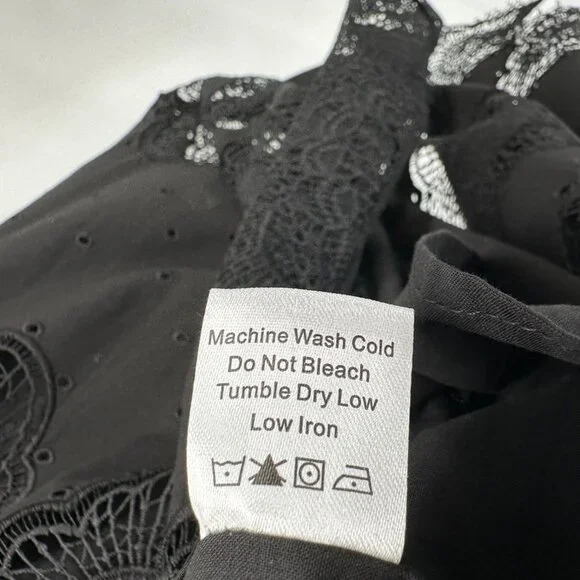 Machine Wash Cold
Do Not Bleach
Tumble Dry Low
Low Iron